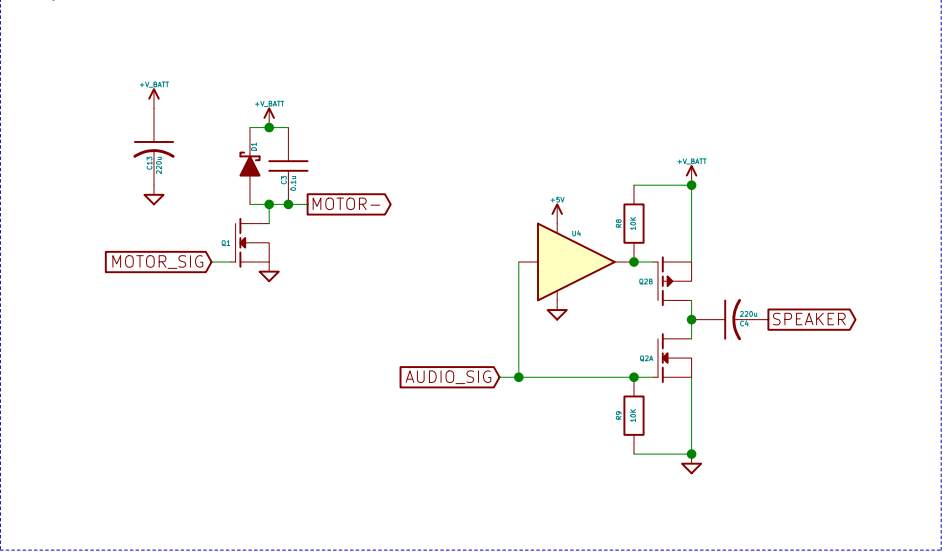 +V_BATT
C13
220u
+V_BATT
D1
C3
0.1u
MOTOR-
Q1
MOTOR_SIG
+5V
U4
+V_BATT
R8
10K
Q2B
220u
C4
SPEAKER
Q2A
AUDIO_SIG
R9
10K